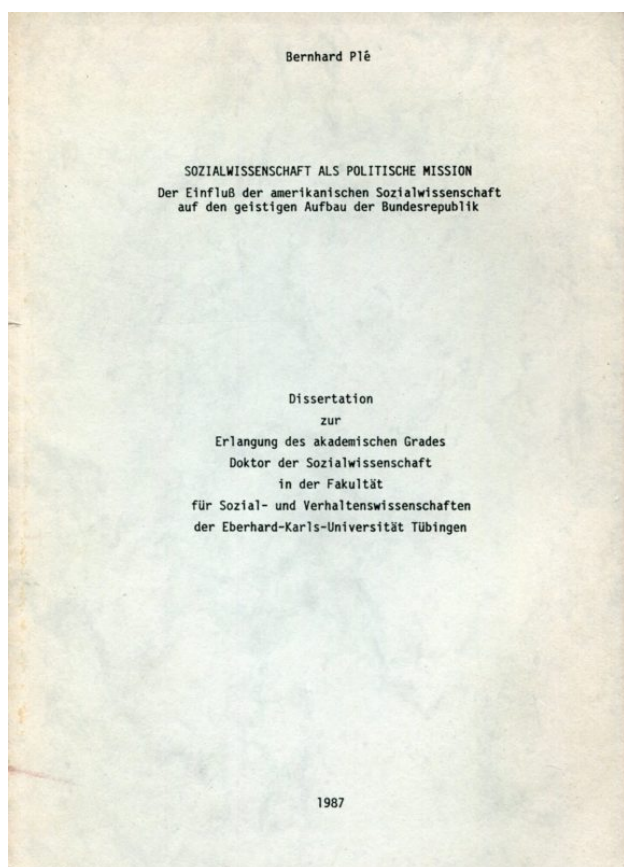 Bernhard Plé
SOZIALWISSENSCHAFT ALS POLITISCHE MISSION
Der Einfluß der amerikanischen Sozialwissenschaft
auf den geistigen Aufbau der Bundesrepublik
Dissertation
zur
Erlangung des akademischen Grades
Doktor der Sozialwissenschaft
in der Fakultät
für Sozial- und Verhaltenswissenschaften
der Eberhard-Karls-Universität Tübingen
1987